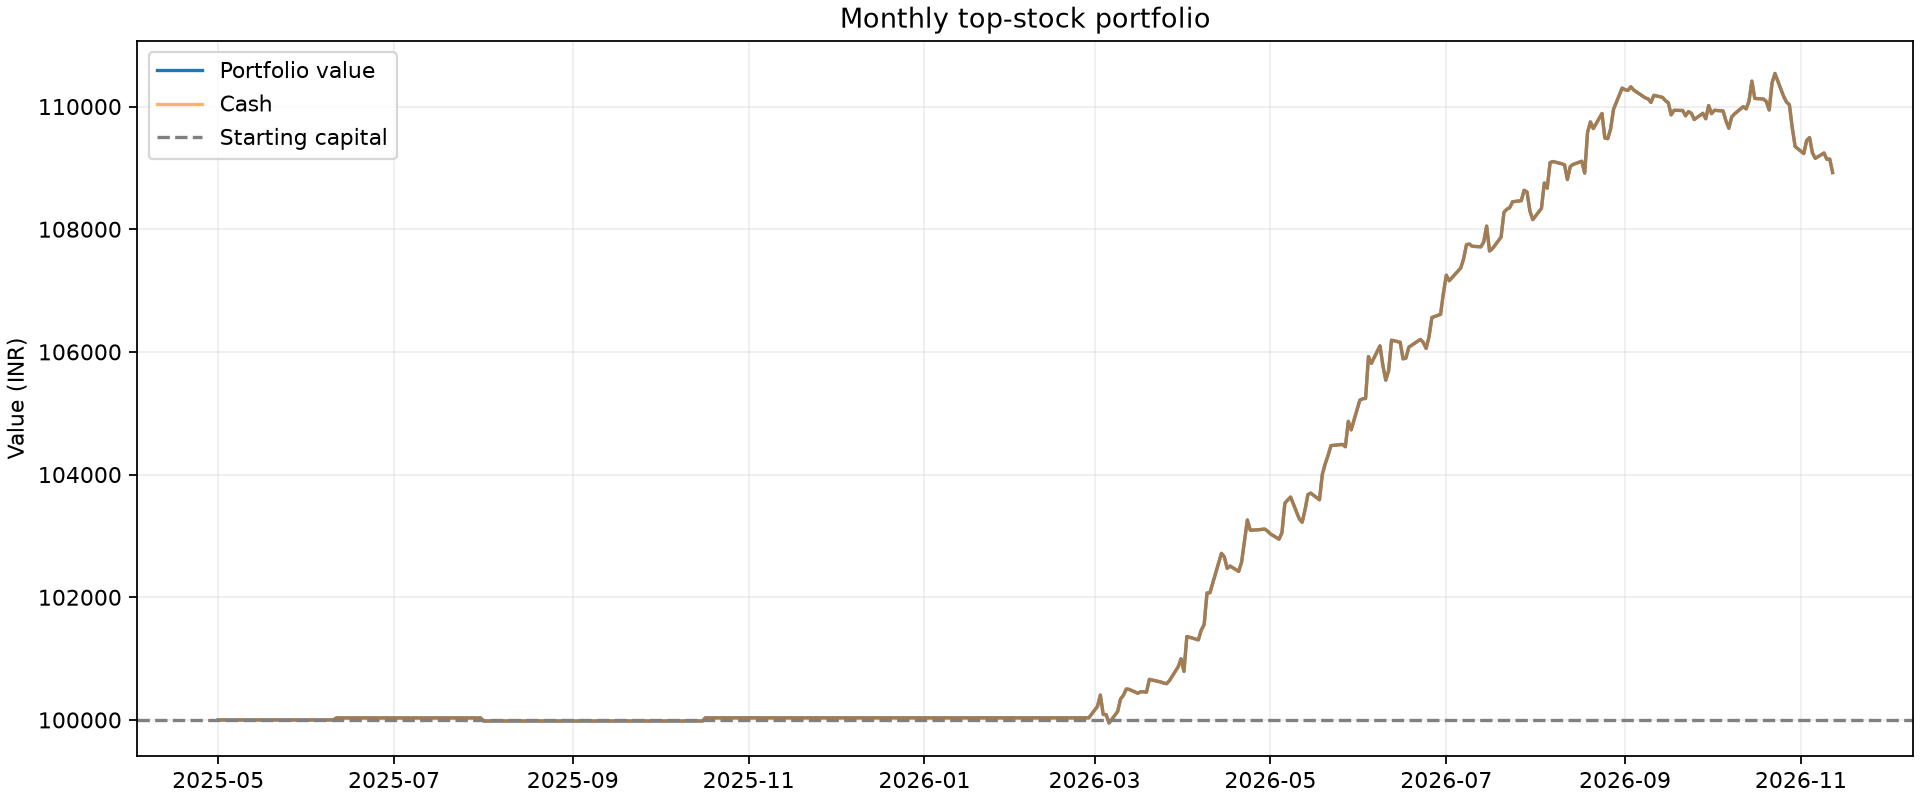 Monthly top-stock portfolio
Portfolio value
Cash
Starting capital
Value (INR)
110000
108000
106000
104000
102000
100000
2025-05 2025-07 2025-09 2025-11 2026-01 2026-03 2026-05 2026-07 2026-09 2026-11